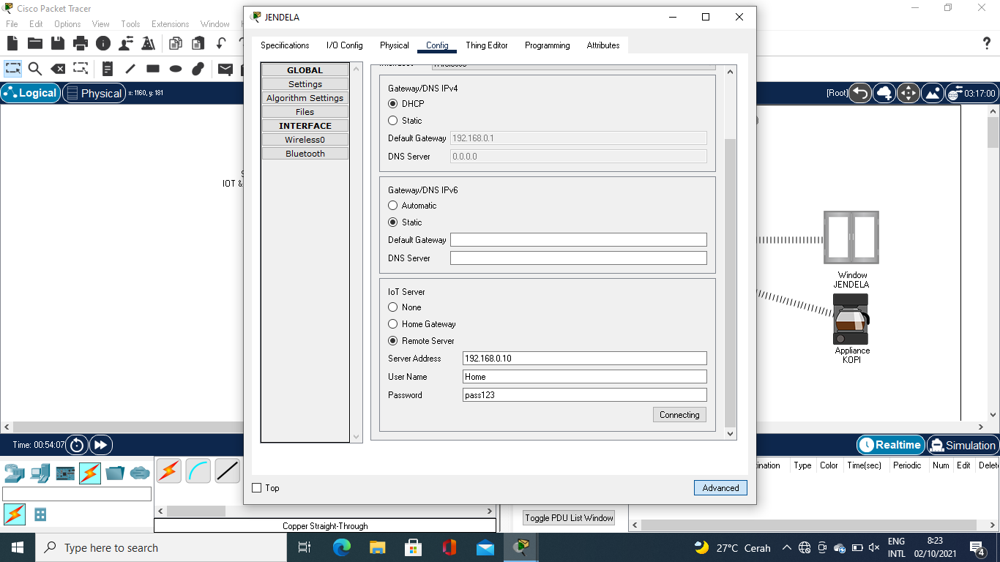 Cisco Packet Tracer
File Edit Options View Tools Extensions Window
Logical
Physical
x: 1160, y: 181
[Root]
03:17:00
IOT &
JENDELA
Specifications I/O Config Physical Config Thing Editor Programming Attributes
GLOBAL
Settings
Algorithm Settings
Files
INTERFACE
Wireless0
Bluetooth
Gateway/DNS IPv4
DHCP
Static
Default Gateway 192.168.0.1
DNS Server 0.0.0.0
Gateway/DNS IPv6
Automatic
Static
Default Gateway
DNS Server
IoT Server
None
Home Gateway
Remote Server
Server Address 192.168.0.10
User Name Home
Password pass123
Connecting
Top
Advanced
Window
JENDELA
Appliance
KOPI
Time: 00:54:07
Realtime
Simulation
Type Color Time(sec) Periodic Num Edit
Toggle PDU List Window
Copper Straight-Through
Type here to search
27°C Cerah
ENG
INTL
8:23
02/10/2021
4